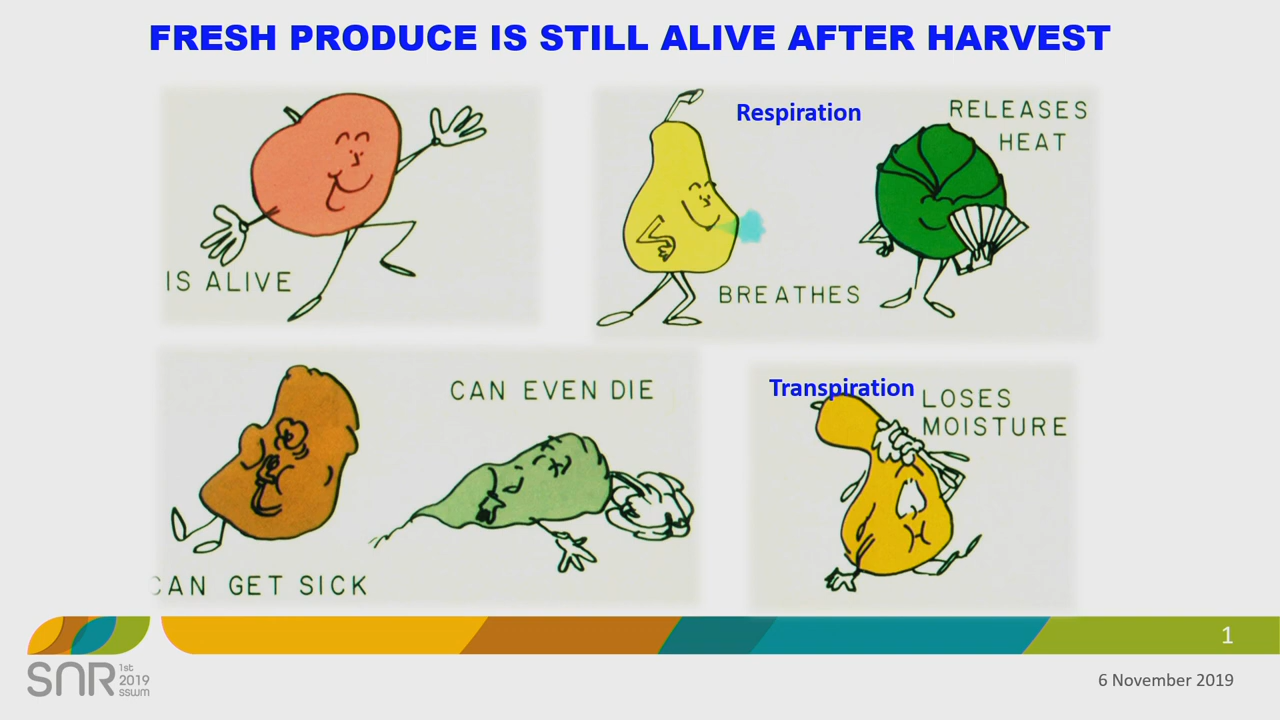 FRESH PRODUCE IS STILL ALIVE AFTER HARVEST
IS ALIVE
Respiration
BREATHES
RELEASES
HEAT
CAN GET SICK
CAN EVEN DIE
Transpiration
LOSES
MOISTURE
1
SNR
1st
2019
sswm
6 November 2019